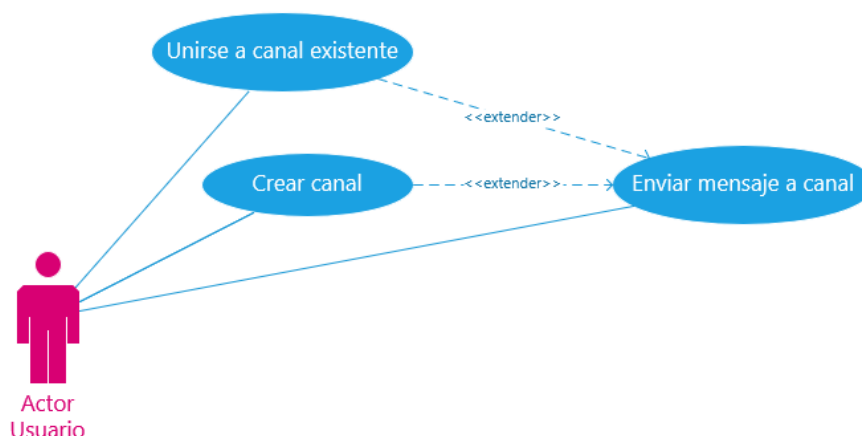 Unirse a canal existente
<<extender>>
Crear canal
<<extender>>
Enviar mensaje a canal
Actor
Usuario